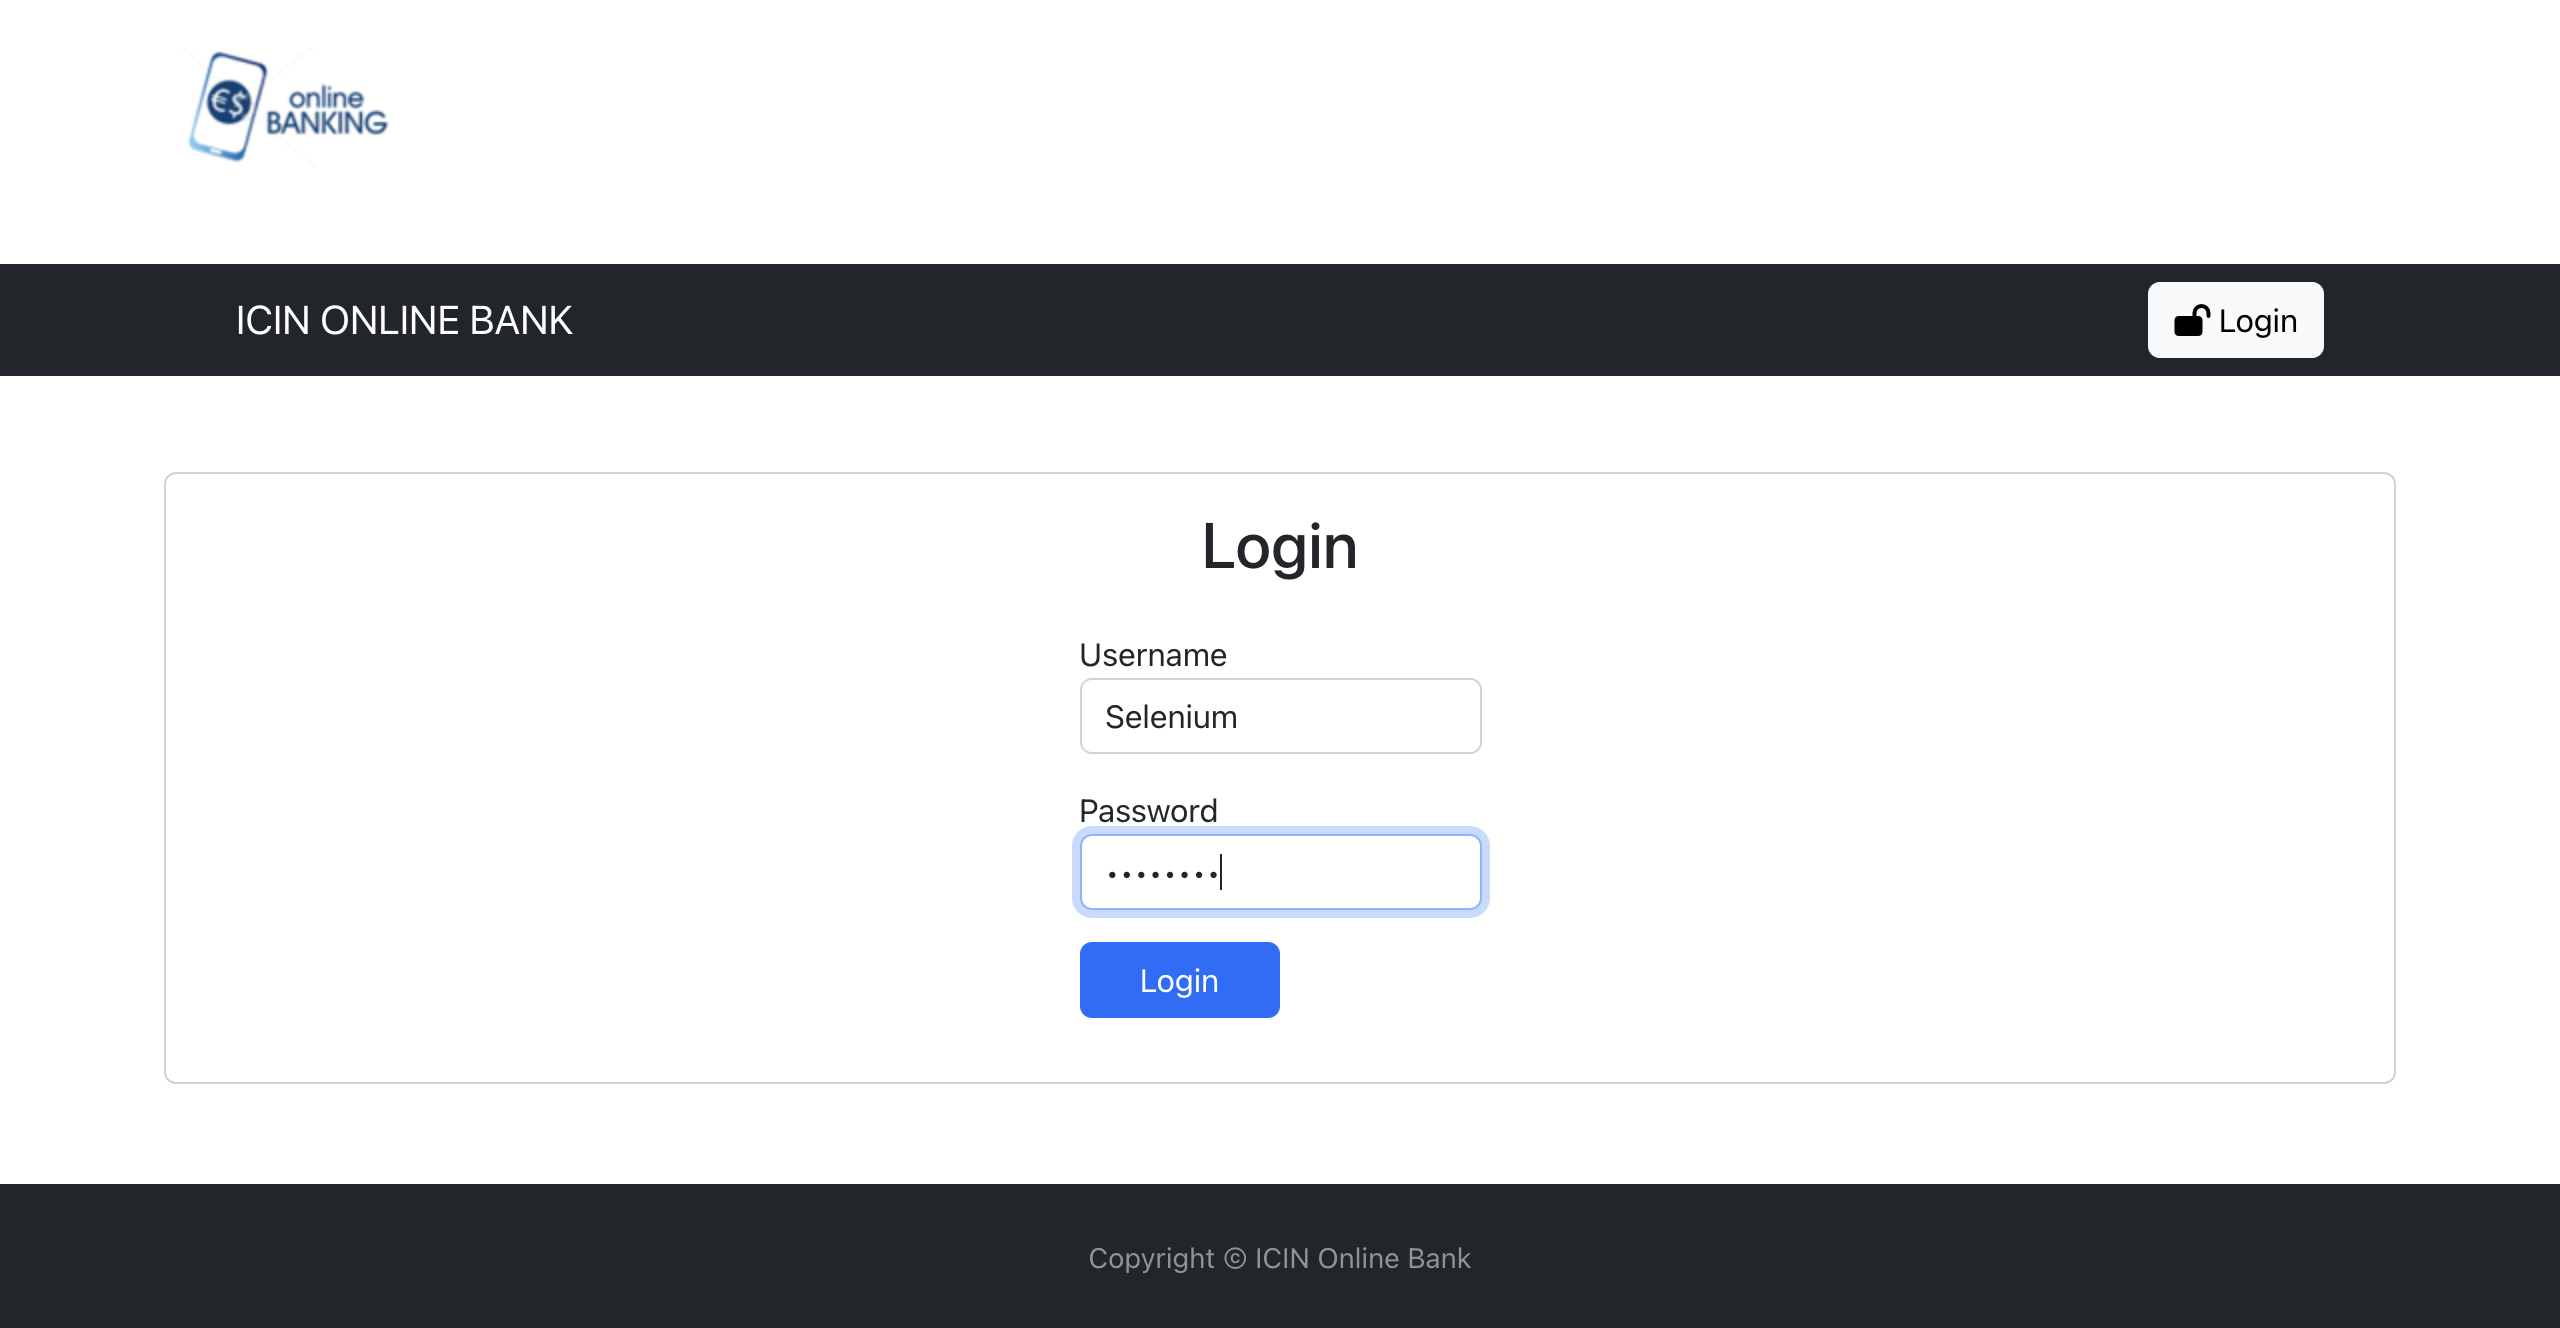 €$
online
BANKING
ICIN ONLINE BANK
Login
Login
Username
Selenium
Password
••••••••
Login
Copyright © ICIN Online Bank